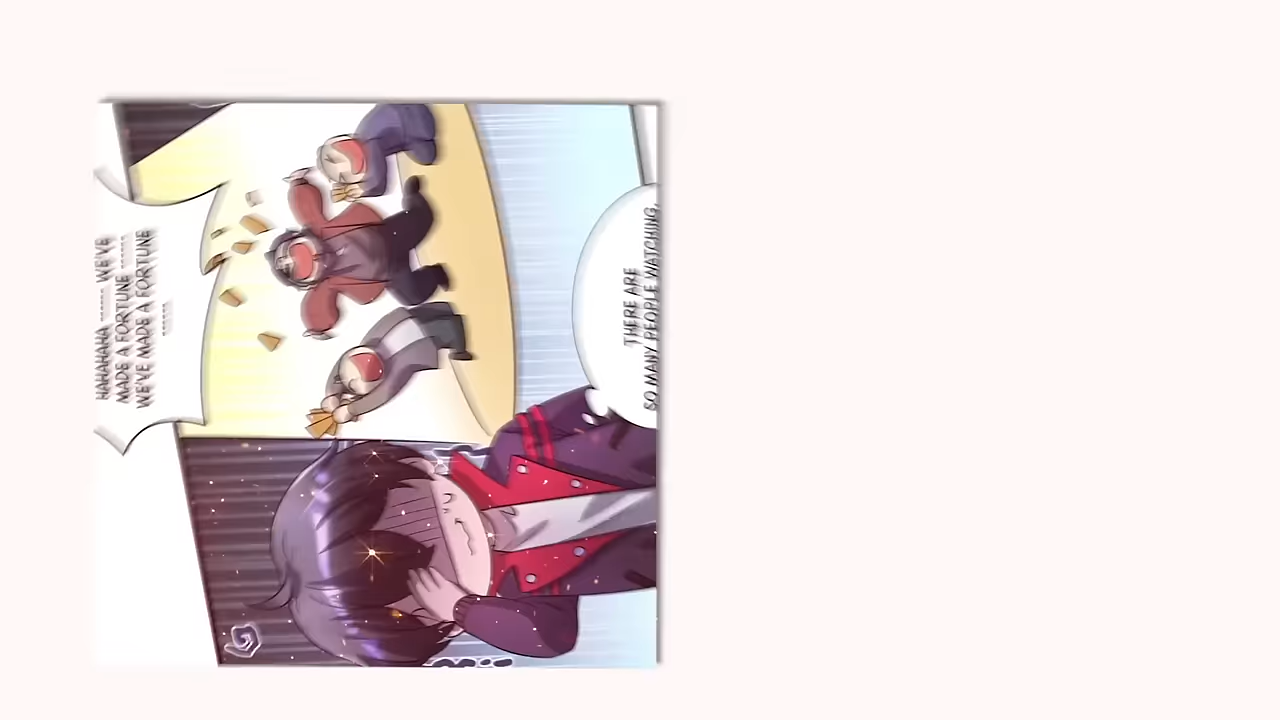 HAHAHAHA ...... WE'VE
MADE A FORTUNE ......
WE'VE MADE A FORTUNE
......
THERE ARE
SO MANY PEOPLE WATCHING,